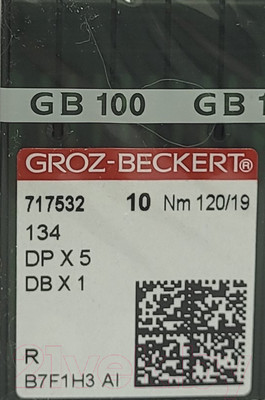 GB 100 GB 1
GROZ-BECKERT®
717532 10 Nm 120/19
134
DP X 5
DB X 1
R
B7F1H3 AI